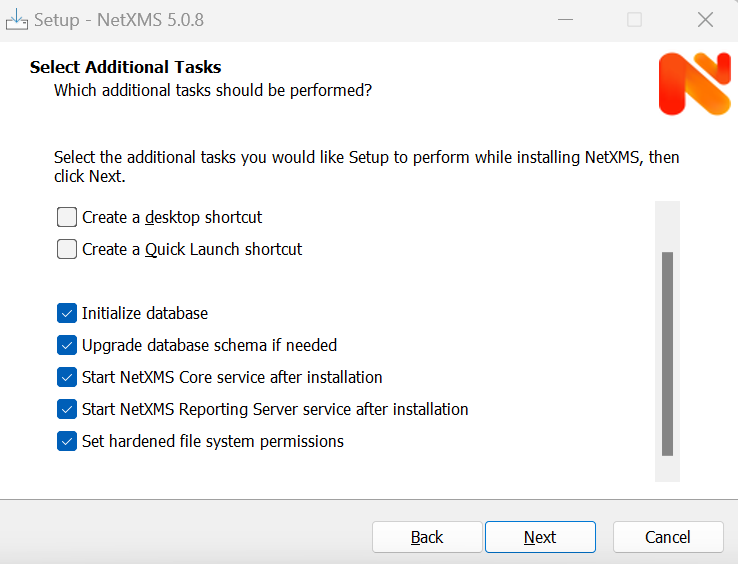 Setup - NetXMS 5.0.8
Select Additional Tasks
Which additional tasks should be performed?
Select the additional tasks you would like Setup to perform while installing NetXMS, then
click Next.
Create a desktop shortcut
Create a Quick Launch shortcut
Initialize database
Upgrade database schema if needed
Start NetXMS Core service after installation
Start NetXMS Reporting Server service after installation
Set hardened file system permissions
Back
Next
Cancel